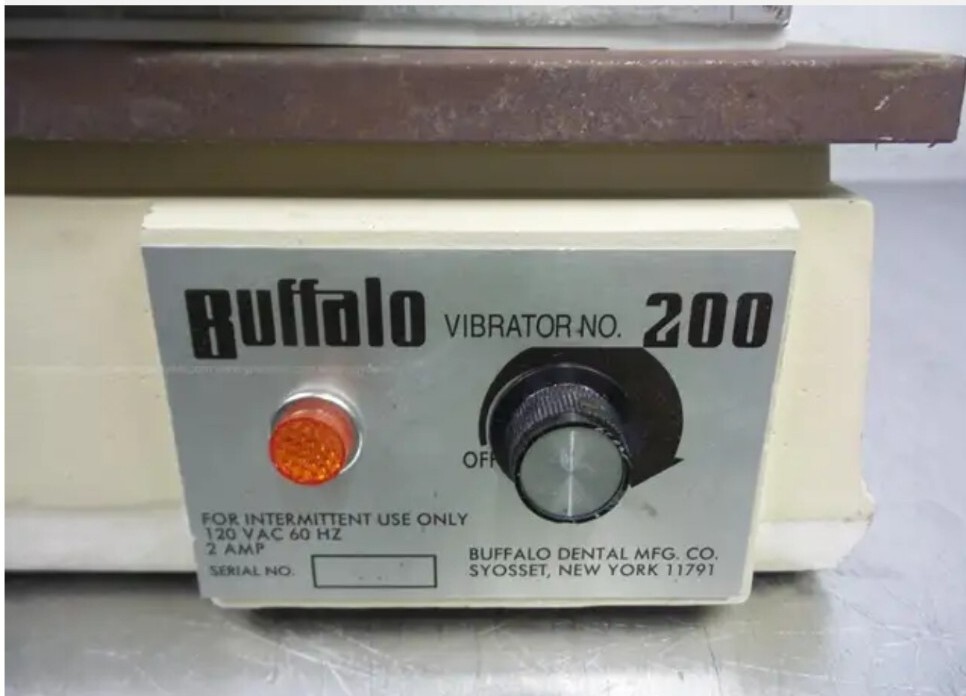 Buffalo VIBRATOR NO. 200
OFF
FOR INTERMITTENT USE ONLY
120 VAC 60 HZ
2 AMP
SERIAL NO.
BUFFALO DENTAL MFG. CO.
SYOSSET, NEW YORK 11791